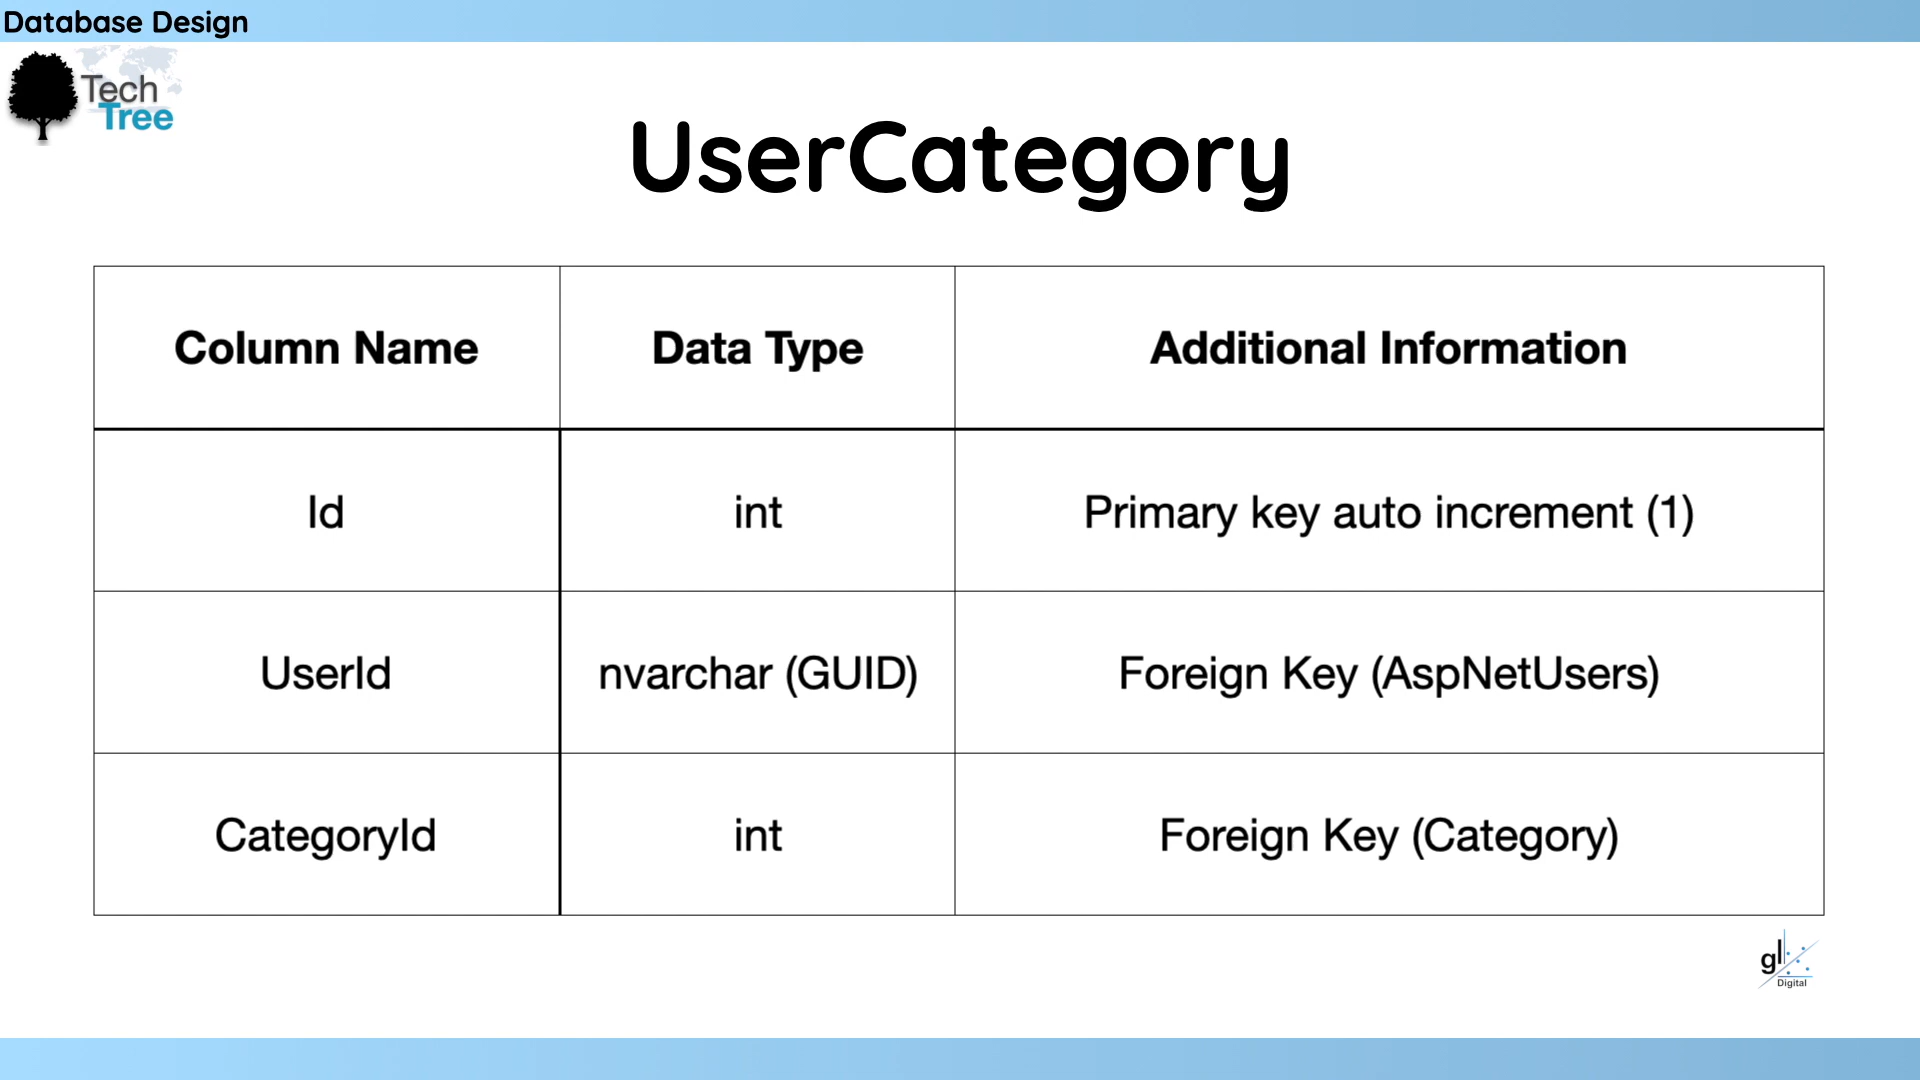 Database Design
Tech
Tree
UserCategory
Column Name Data Type Additional Information
Id int Primary key auto increment (1)
UserId nvarchar (GUID) Foreign Key (AspNetUsers)
CategoryId int Foreign Key (Category)
gl
Digital